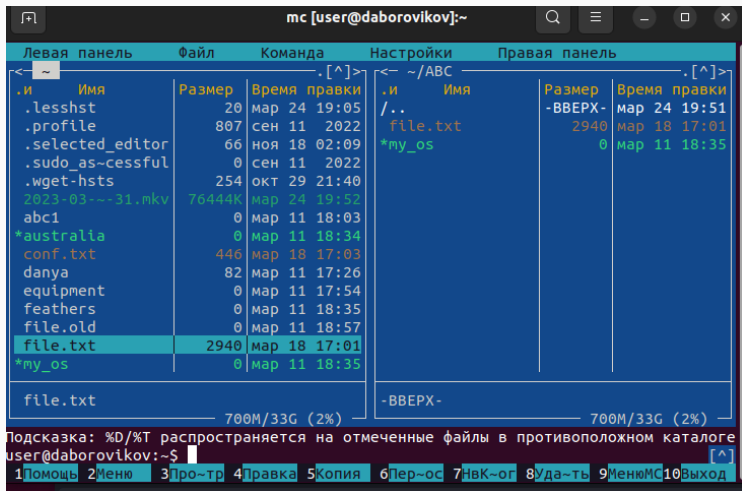 mc [user@daborovikov]:~
Левая панель Файл Команда Настройки Правая панель
<— ~ .[^]> <— ~/ABC .[^]>
.и Имя Размер Время правки .и Имя Размер Время правки
.lesshst 20 мар 24 19:05 /.. -ВВЕРХ- мар 24 19:51
.profile 807 сен 11 2022 file.txt 2940 мар 18 17:01
.selected_editor 66 ноя 18 02:09 *my_os 0 мар 11 18:35
.sudo_as~cessful 0 сен 11 2022
.wget-hsts 254 окт 29 21:40
2023-03-~-31.mkv 76444K мар 24 19:52
abc1 0 мар 11 18:03
*australia 0 мар 11 18:34
conf.txt 446 мар 18 17:03
danya 82 мар 11 17:26
equipment 0 мар 11 17:54
feathers 0 мар 11 18:35
file.old 0 мар 11 18:57
file.txt 2940 мар 18 17:01
*my_os 0 мар 11 18:35
file.txt -ВВЕРХ-
700M/33G (2%) 700M/33G (2%)
Подсказка: %D/%T распространяется на отмеченные файлы в противоположном каталоге
user@daborovikov:~$ [^]
1Помощь 2Меню 3Про~тр 4Правка 5Копия 6Пер~ос 7НвК~ог 8Уда~ть 9МенюMC 10Выход